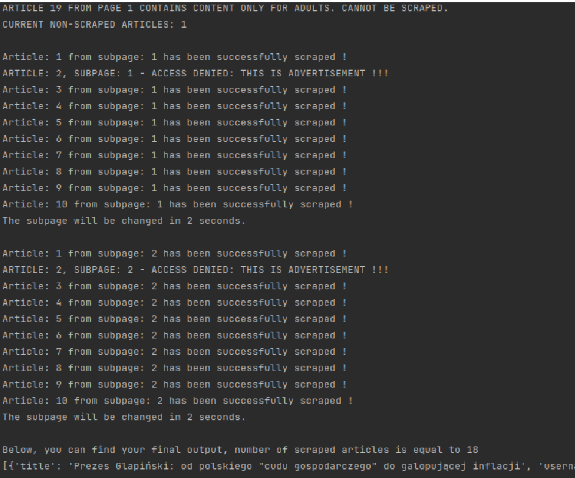 ARTICLE 19 FROM PAGE 1 CONTAINS CONTENT ONLY FOR ADULTS. CANNOT BE SCRAPED.
CURRENT NON-SCRAPED ARTICLES: 1
Article: 1 from subpage: 1 has been successfully scraped !
ARTICLE: 2, SUBPAGE: 1 - ACCESS DENIED: THIS IS ADVERTISEMENT !!!
Article: 3 from subpage: 1 has been successfully scraped !
Article: 4 from subpage: 1 has been successfully scraped !
Article: 5 from subpage: 1 has been successfully scraped !
Article: 6 from subpage: 1 has been successfully scraped !
Article: 7 from subpage: 1 has been successfully scraped !
Article: 8 from subpage: 1 has been successfully scraped !
Article: 9 from subpage: 1 has been successfully scraped !
Article: 10 from subpage: 1 has been successfully scraped !
The subpage will be changed in 2 seconds.
Article: 1 from subpage: 2 has been successfully scraped !
ARTICLE: 2, SUBPAGE: 2 - ACCESS DENIED: THIS IS ADVERTISEMENT !!!
Article: 3 from subpage: 2 has been successfully scraped !
Article: 4 from subpage: 2 has been successfully scraped !
Article: 5 from subpage: 2 has been successfully scraped !
Article: 6 from subpage: 2 has been successfully scraped !
Article: 7 from subpage: 2 has been successfully scraped !
Article: 8 from subpage: 2 has been successfully scraped !
Article: 9 from subpage: 2 has been successfully scraped !
Article: 10 from subpage: 2 has been successfully scraped !
The subpage will be changed in 2 seconds.
Below, you can find your final output, number of scraped articles is equal to 18
[{'title': 'Prezes Glapiński: od polskiego "cudu gospodarczego" do galopującej inflacji', 'userna